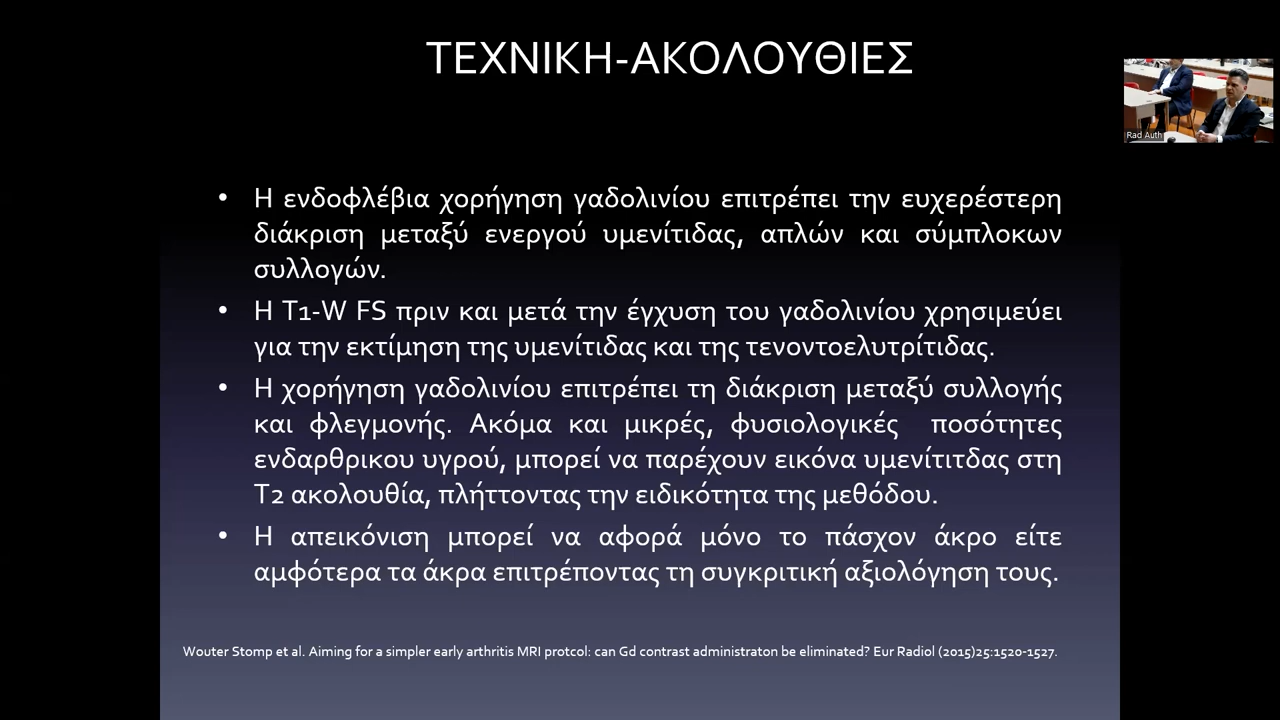 ΤΕΧΝΙΚΗ-ΑΚΟΛΟΥΘΙΕΣ
Rad Auth
• Η ενδοφλέβια χορήγηση γαδολινίου επιτρέπει την ευχερέστερη
διάκριση μεταξύ ενεργού υμενίτιδας, απλών και σύμπλοκων
συλλογών.
• Η T1-W FS πριν και μετά την έγχυση του γαδολινίου χρησιμεύει
για την εκτίμηση της υμενίτιδας και της τενοντοελυτρίτιδας.
• Η χορήγηση γαδολινίου επιτρέπει τη διάκριση μεταξύ συλλογής
και φλεγμονής. Ακόμα και μικρές, φυσιολογικές ποσότητες
ενδαρθρικου υγρού, μπορεί να παρέχουν εικόνα υμενίτιτδας στη
T2 ακολουθία, πλήττοντας την ειδικότητα της μεθόδου.
• Η απεικόνιση μπορεί να αφορά μόνο το πάσχον άκρο είτε
αμφότερα τα άκρα επιτρέποντας τη συγκριτική αξιολόγηση τους.
Wouter Stomp et al. Aiming for a simpler early arthritis MRI protcol: can Gd contrast administraton be eliminated? Eur Radiol (2015)25:1520-1527.